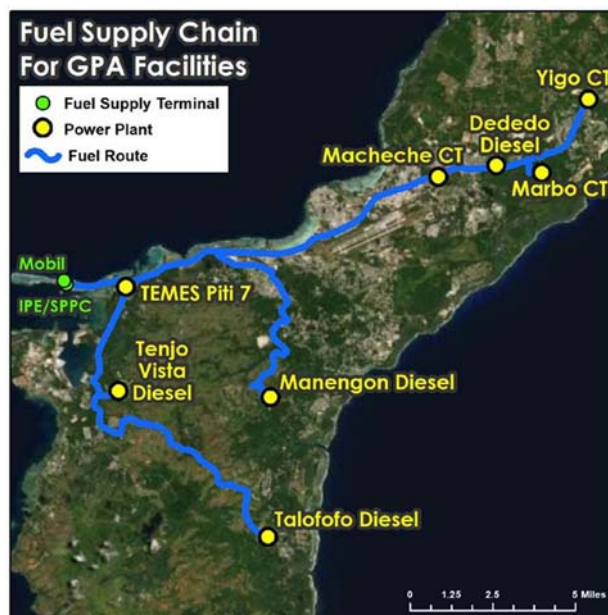 Fuel Supply Chain
For GPA Facilities
Fuel Supply Terminal
Power Plant
Fuel Route
Yigo CT
Dededo
Diesel
Macheche CT
Marbo CT
Mobil
IPE/SPPC
TEMES Piti 7
Tenjo
Vista
Diesel
Manengon Diesel
Talofofo Diesel
0 1.25 2.5 5 Miles